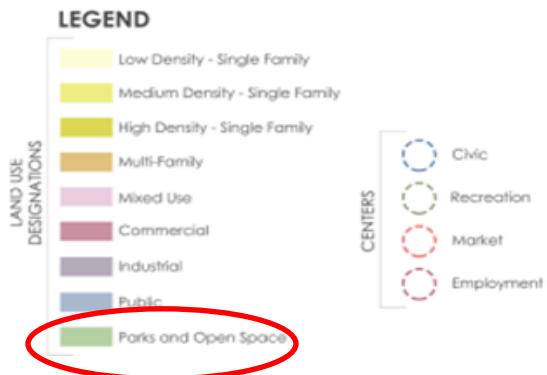 LEGEND
LAND USE
DESIGNATIONS
Low Density - Single Family
Medium Density - Single Family
High Density - Single Family
Multi-Family
Mixed Use
Commercial
Industrial
Public
Parks and Open Space
CENTERS
Civic
Recreation
Market
Employment